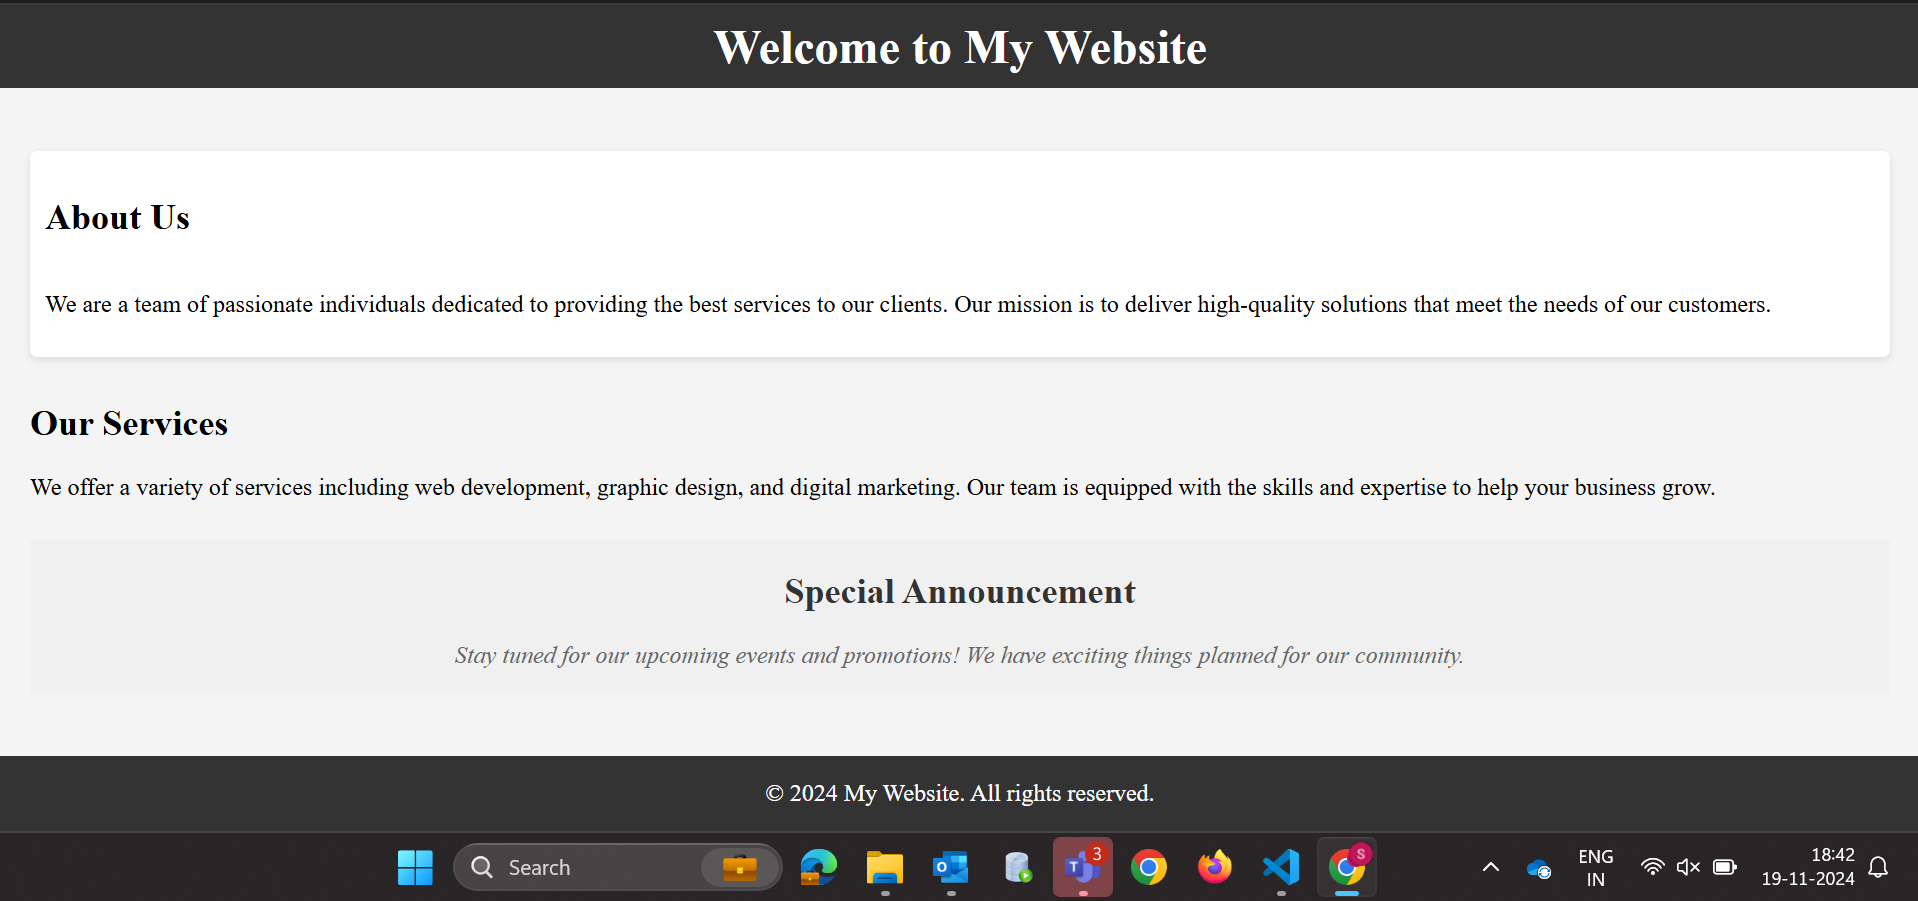 Welcome to My Website
About Us
We are a team of passionate individuals dedicated to providing the best services to our clients. Our mission is to deliver high-quality solutions that meet the needs of our customers.
Our Services
We offer a variety of services including web development, graphic design, and digital marketing. Our team is equipped with the skills and expertise to help your business grow.
Special Announcement
Stay tuned for our upcoming events and promotions! We have exciting things planned for our community.
© 2024 My Website. All rights reserved.
Search
O
T
3
S
ENG
IN
18:42
19-11-2024